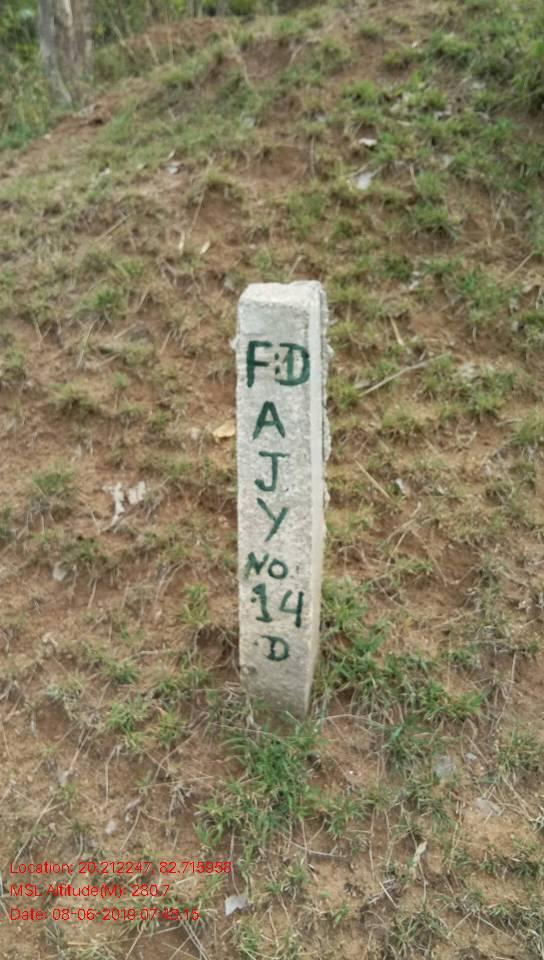 F.D
A
J
Y
NO.
14
D
Location: 20.212247, 82.715958
MSL Altitude(M): 280.7
Date: 08-06-2019 07:43:15